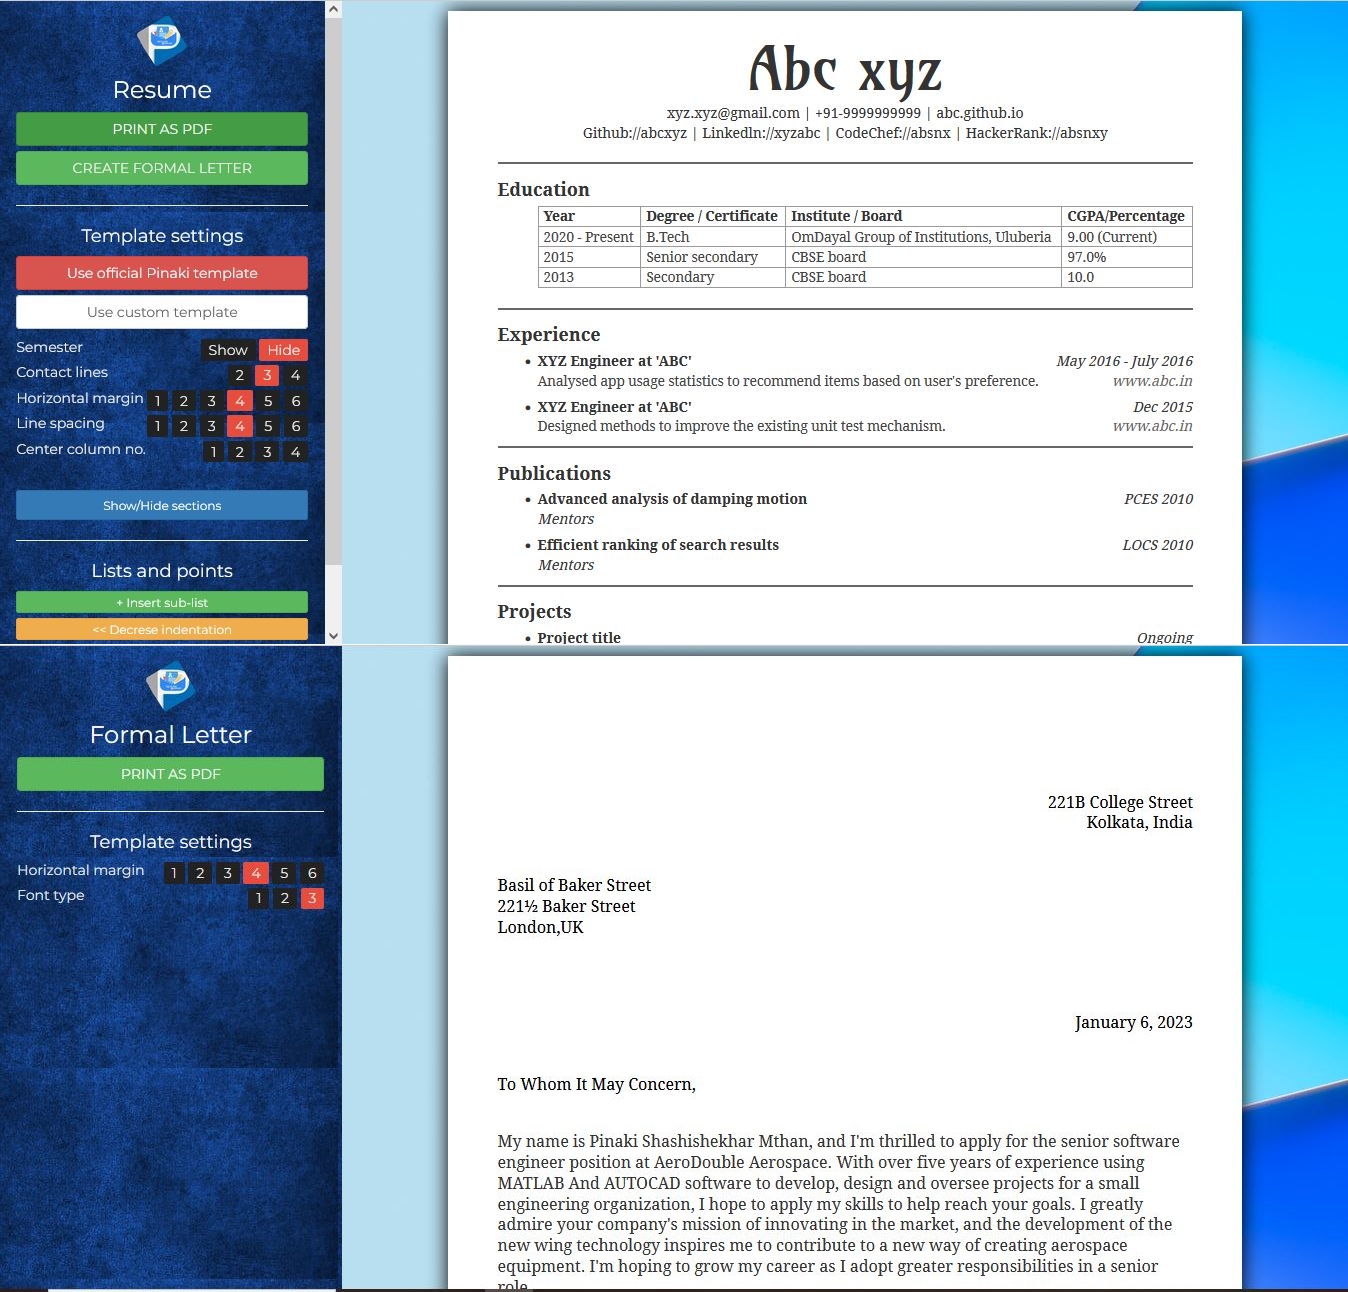 Resume
PRINT AS PDF
CREATE FORMAL LETTER
Template settings
Use official Pinaki template
Use custom template
Semester Show Hide
Contact lines 2 3 4
Horizontal margin 1 2 3 4 5 6
Line spacing 1 2 3 4 5 6
Center column no. 1 2 3 4
Show/Hide sections
Lists and points
+ Insert sub-list
<< Decrese indentation
Abc xyz
xyz.xyz@gmail.com | +91-9999999999 | abc.github.io
Github://abcxyz | Linkedln://xyzabc | CodeChef://absnx | HackerRank://absnxy
Education
Year Degree / Certificate Institute / Board CGPA/Percentage
2020 - Present B.Tech OmDayal Group of Institutions, Uluberia 9.00 (Current)
2015 Senior secondary CBSE board 97.0%
2013 Secondary CBSE board 10.0
Experience
• XYZ Engineer at 'ABC' May 2016 - July 2016
Analysed app usage statistics to recommend items based on user's preference. www.abc.in
• XYZ Engineer at 'ABC' Dec 2015
Designed methods to improve the existing unit test mechanism. www.abc.in
Publications
• Advanced analysis of damping motion PCES 2010
Mentors
• Efficient ranking of search results LOCS 2010
Mentors
Projects
• Project title Ongoing
Formal Letter
PRINT AS PDF
Template settings
Horizontal margin 1 2 3 4 5 6
Font type 1 2 3
221B College Street
Kolkata, India
Basil of Baker Street
221½ Baker Street
London,UK
January 6, 2023
To Whom It May Concern,
My name is Pinaki Shashishekhar Mthan, and I'm thrilled to apply for the senior software
engineer position at AeroDouble Aerospace. With over five years of experience using
MATLAB And AUTOCAD software to develop, design and oversee projects for a small
engineering organization, I hope to apply my skills to help reach your goals. I greatly
admire your company's mission of innovating in the market, and the development of the
new wing technology inspires me to contribute to a new way of creating aerospace
equipment. I'm hoping to grow my career as I adopt greater responsibilities in a senior
role